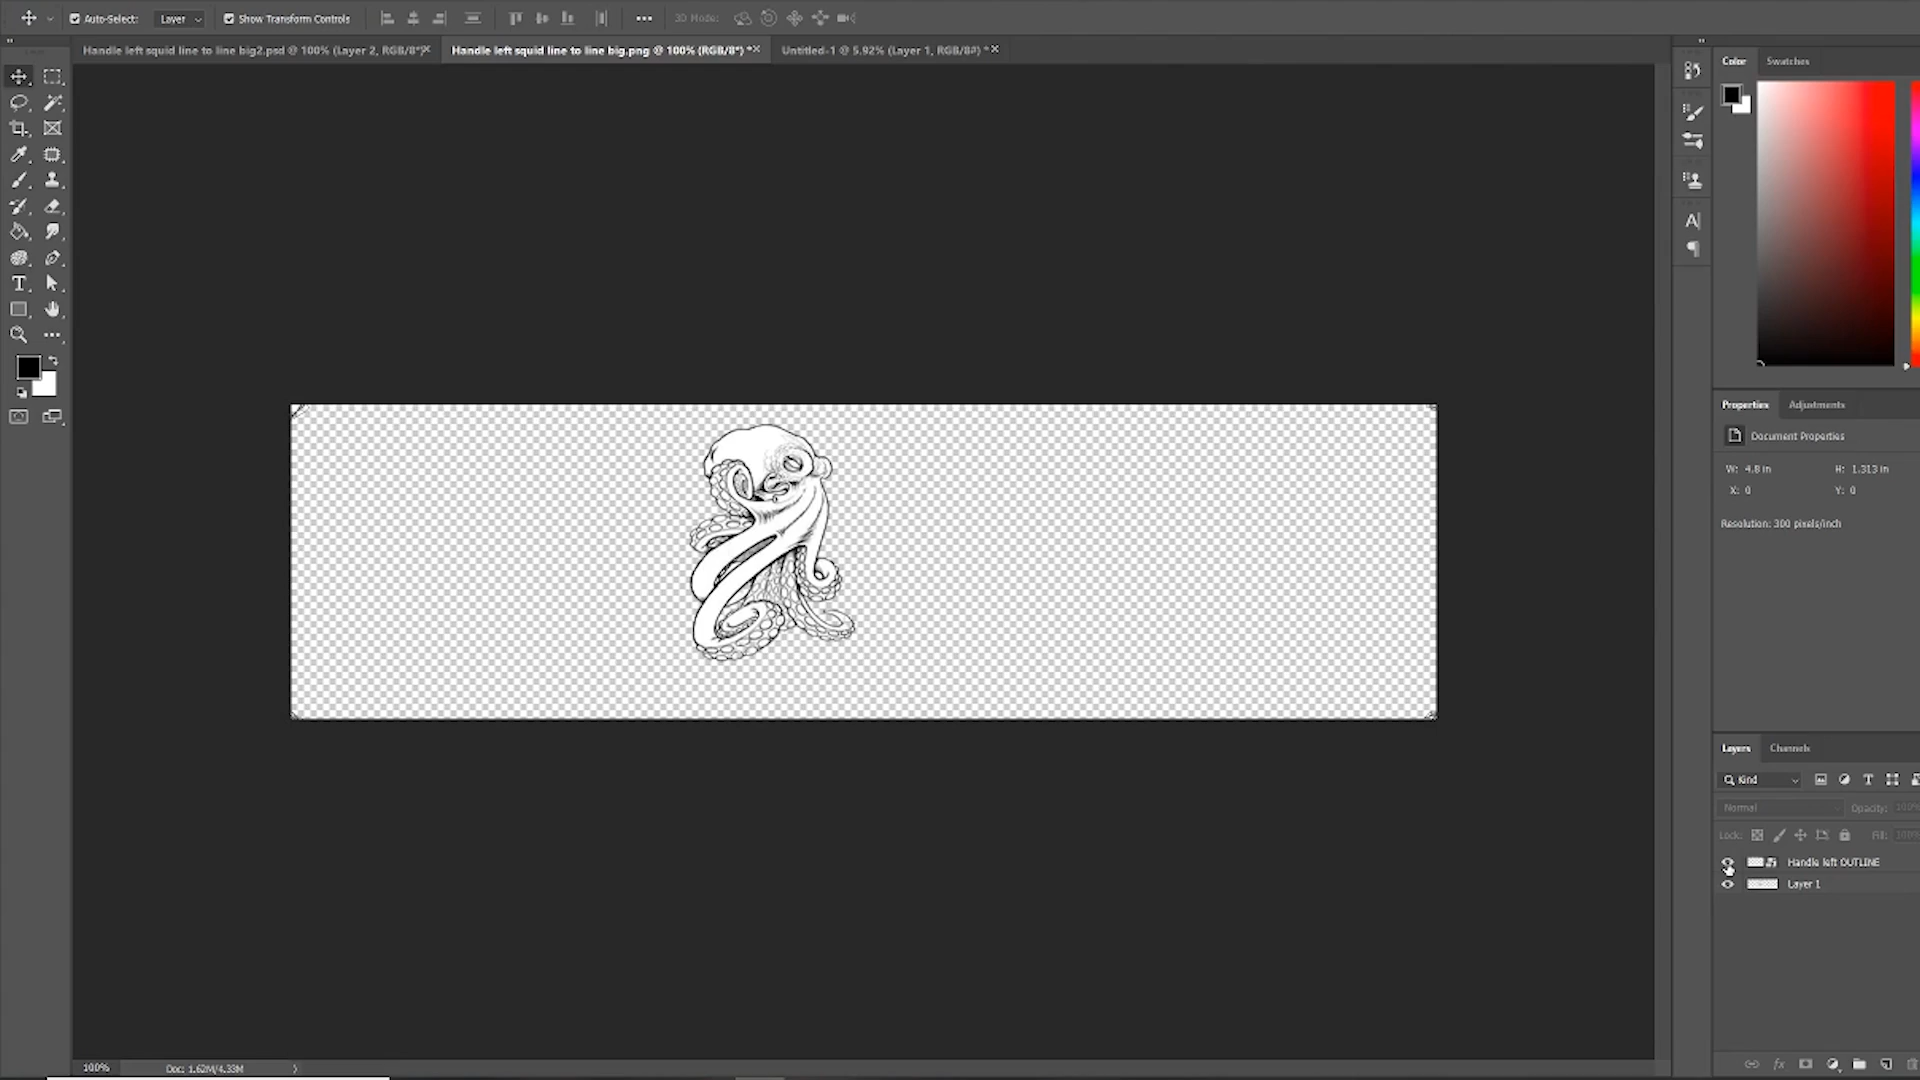 Auto-Select: Layer Show Transform Controls 3D Mode:
Handle left squid line to line big2.psd @ 100% (Layer 2, RGB/8*) Handle left squid line to line big.png @ 100% (RGB/8*) * Untitled-1 @ 5.92% (Layer 1, RGB/8#) *
Color Swatches
Properties Adjustments
Document Properties
W: 4.8 in H: 1.313 in
X: 0 Y: 0
Resolution: 300 pixels/inch
Layers Channels
Kind
Normal Opacity: 100%
Lock: Fill: 100%
Handle left OUTLINE
Layer 1
100% Doc: 1.62M/4.33M